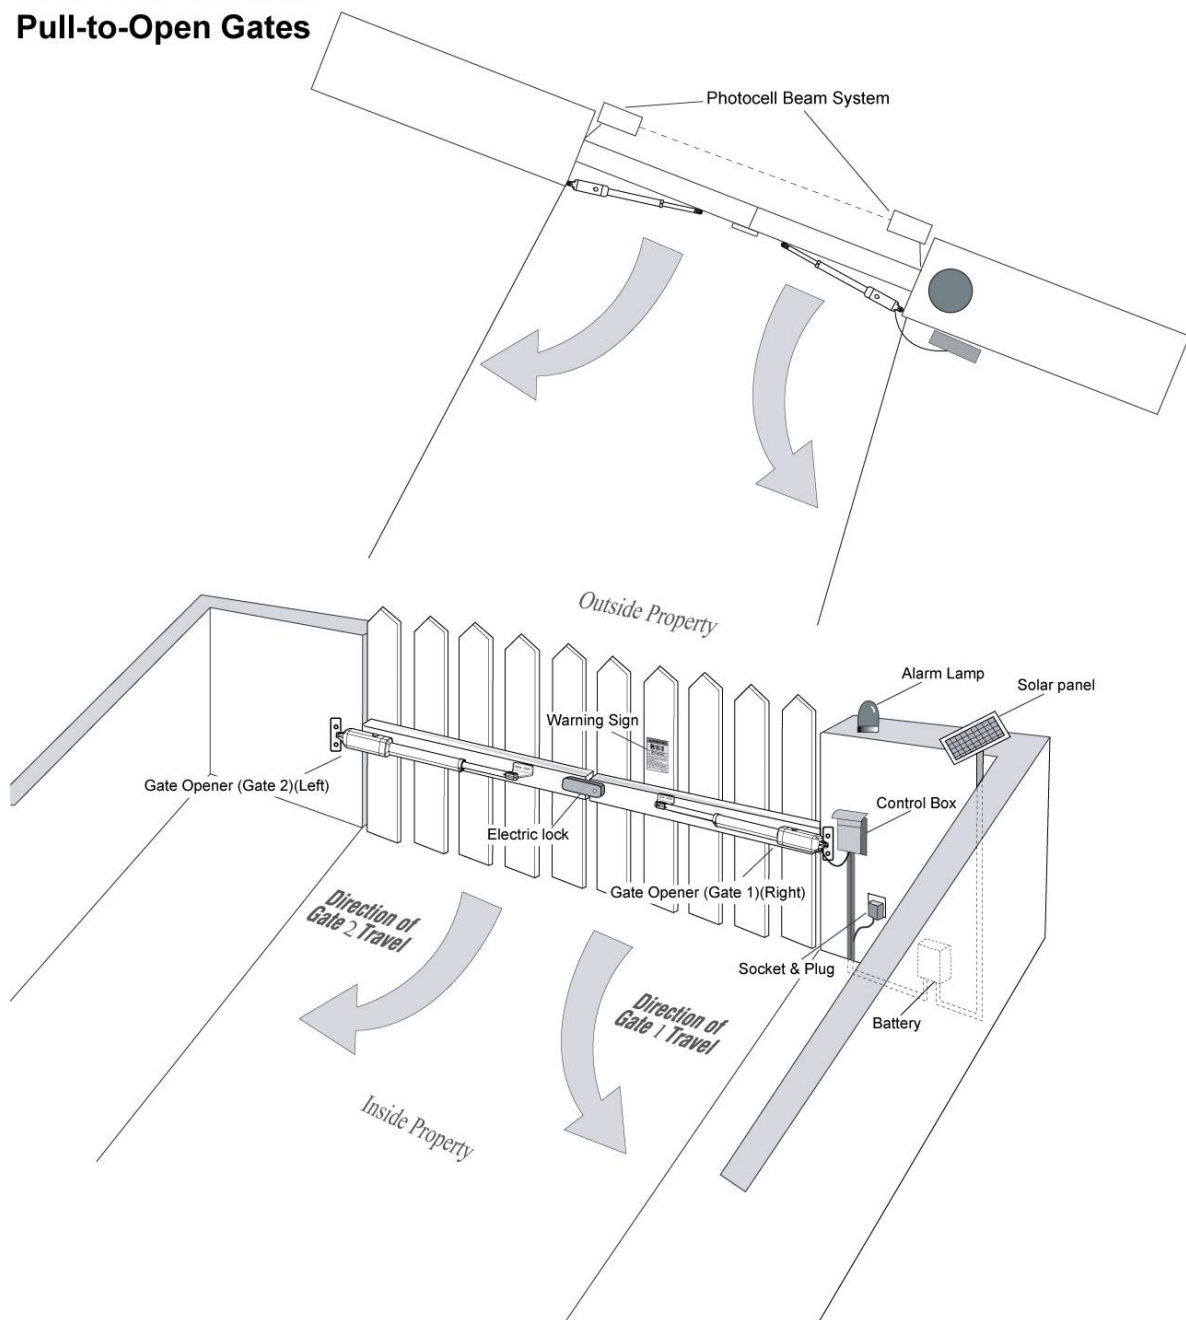 Pull-to-Open Gates
Photocell Beam System
Outside Property
Alarm Lamp
Solar panel
Warning Sign
Gate Opener (Gate 2)(Left)
Control Box
Electric lock
Gate Opener (Gate 1)(Right)
Direction of
Gate 2 Travel
Socket & Plug
Direction of
Gate 1 Travel
Battery
Inside Property